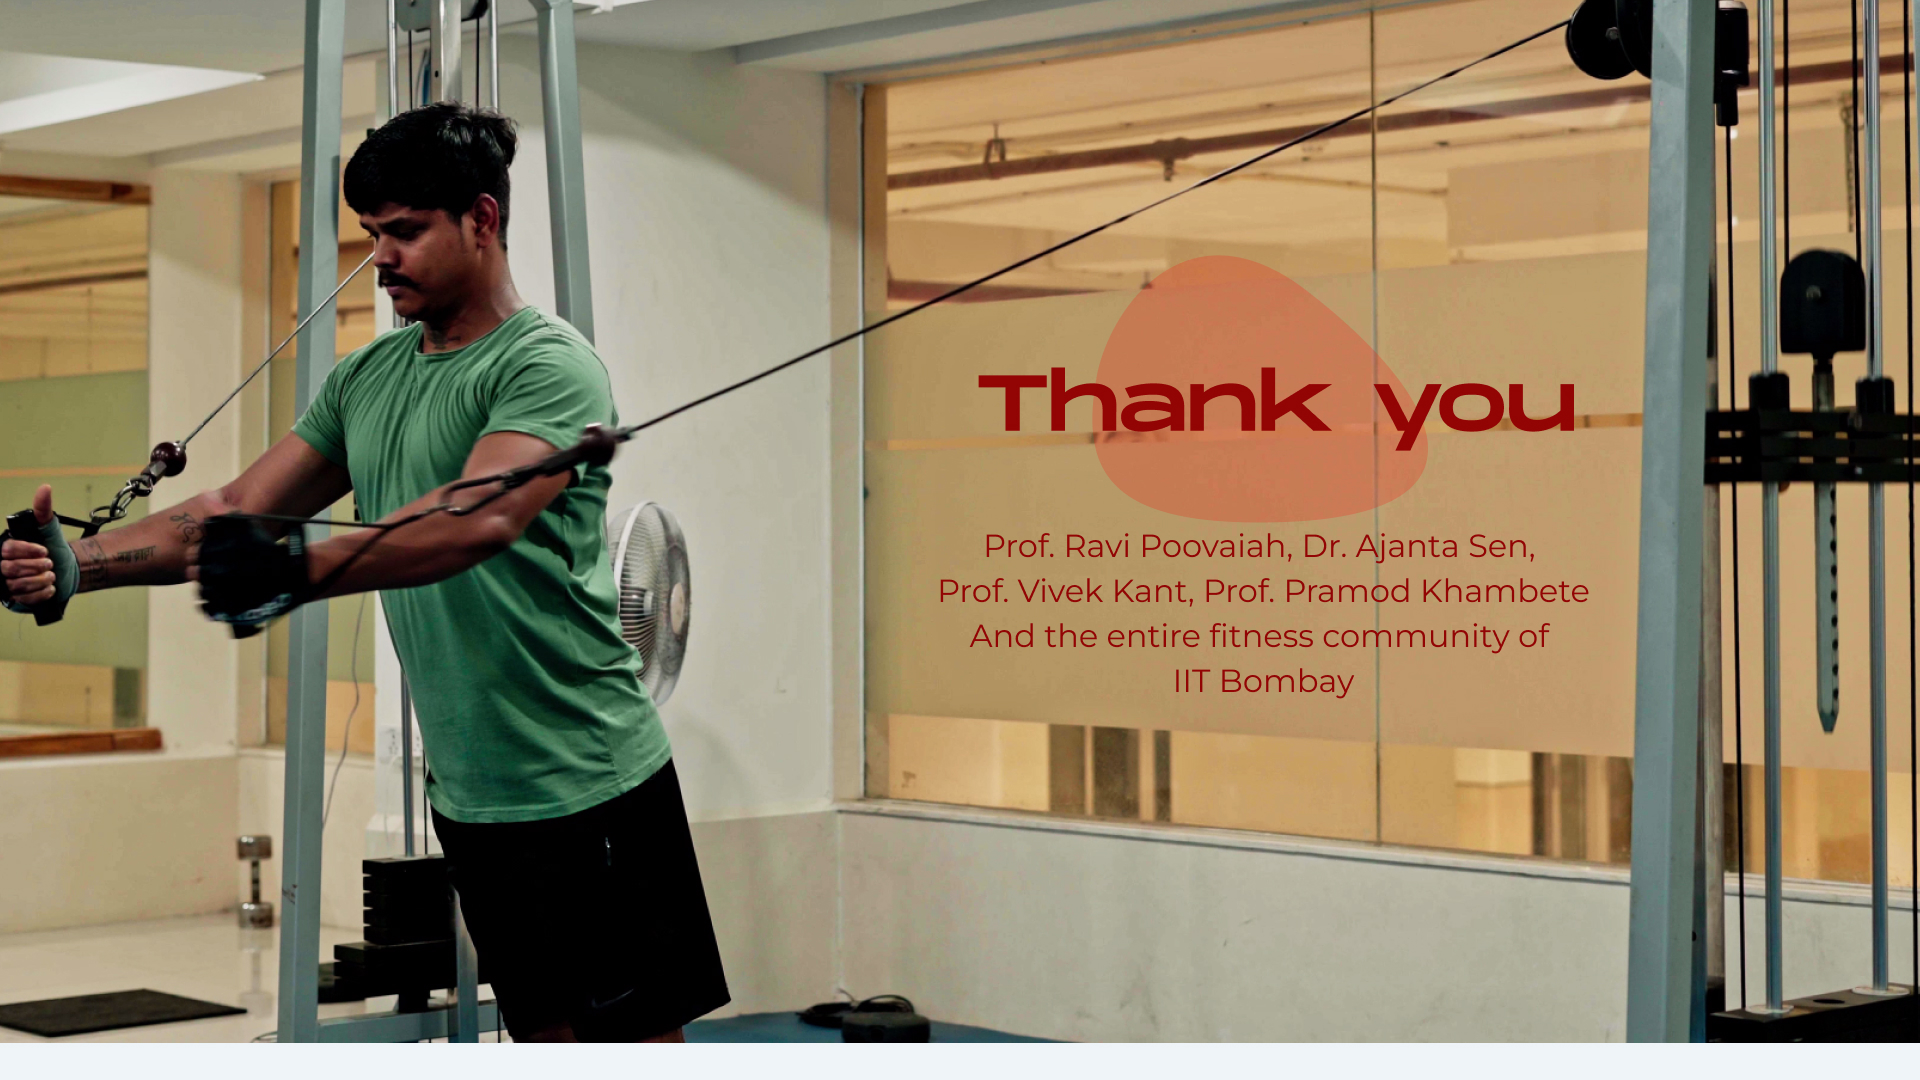 Thank you
Prof. Ravi Poovaiah, Dr. Ajanta Sen,
Prof. Vivek Kant, Prof. Pramod Khambete
And the entire fitness community of
IIT Bombay